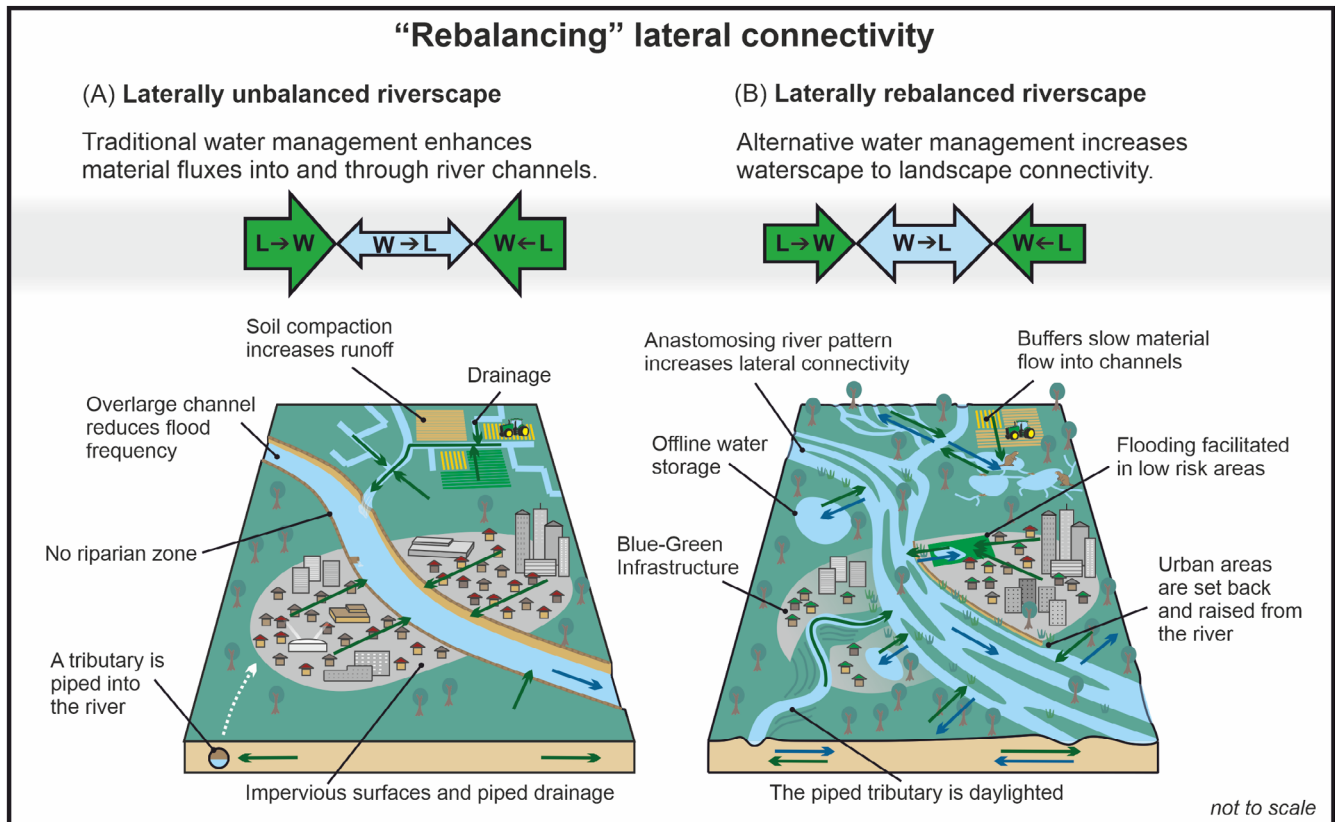 “Rebalancing” lateral connectivity
(A) Laterally unbalanced riverscape
Traditional water management enhances
material fluxes into and through river channels.
L→W
W→L
W←L
Soil compaction
increases runoff
Drainage
Overlarge channel
reduces flood
frequency
No riparian zone
A tributary is
piped into
the river
Impervious surfaces and piped drainage
(B) Laterally rebalanced riverscape
Alternative water management increases
waterscape to landscape connectivity.
L→W
W→L
W←L
Anastomosing river pattern
increases lateral connectivity
Buffers slow material
flow into channels
Offline water
storage
Flooding facilitated
in low risk areas
Blue-Green
Infrastructure
Urban areas
are set back
and raised from
the river
The piped tributary is daylighted
not to scale